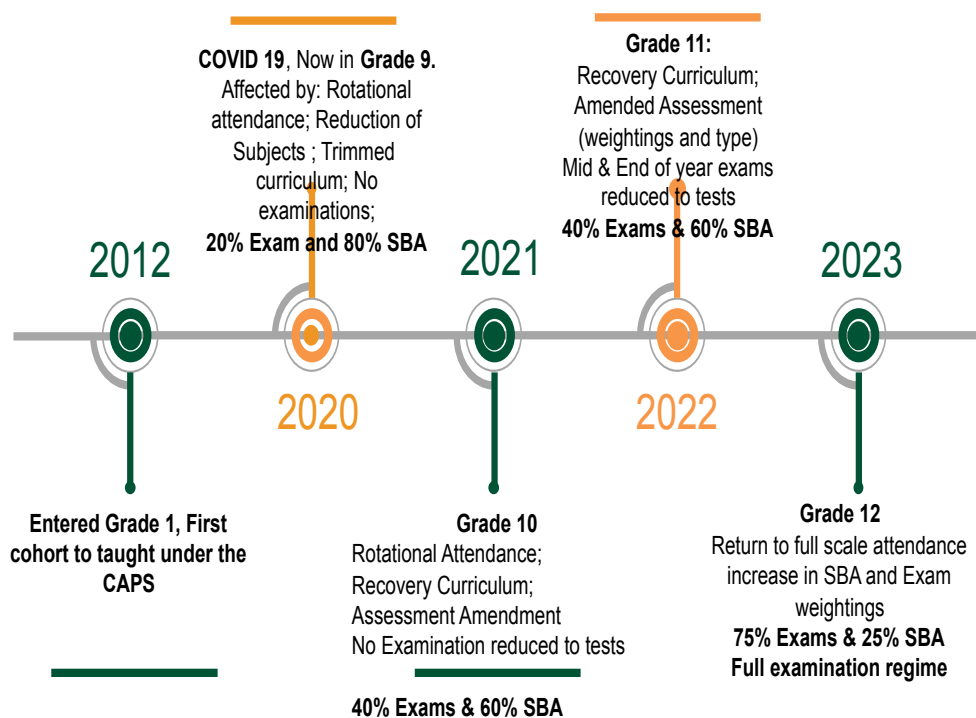 COVID 19, Now in Grade 9.
Affected by: Rotational
attendance; Reduction of
Subjects ; Trimmed
curriculum; No
examinations;
20% Exam and 80% SBA
Grade 11:
Recovery Curriculum;
Amended Assessment
(weightings and type)
Mid & End of year exams
reduced to tests
40% Exams & 60% SBA
2012
2021
2023
2020
2022
Entered Grade 1, First
cohort to taught under the
CAPS
Grade 10
Rotational Attendance;
Recovery Curriculum;
Assessment Amendment
No Examination reduced to tests
40% Exams & 60% SBA
Grade 12
Return to full scale attendance
increase in SBA and Exam
weightings
75% Exams & 25% SBA
Full examination regime